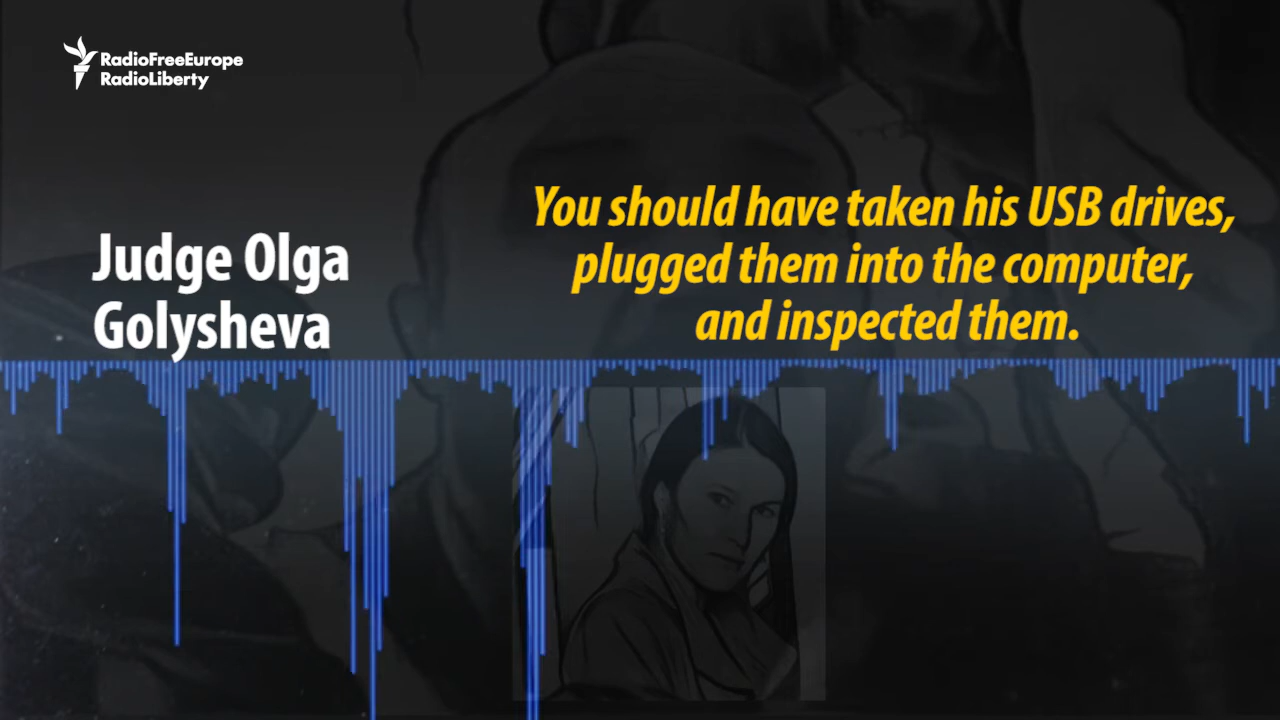 RadioFreeEurope
RadioLiberty
Judge Olga
Golysheva
You should have taken his USB drives,
plugged them into the computer,
and inspected them.